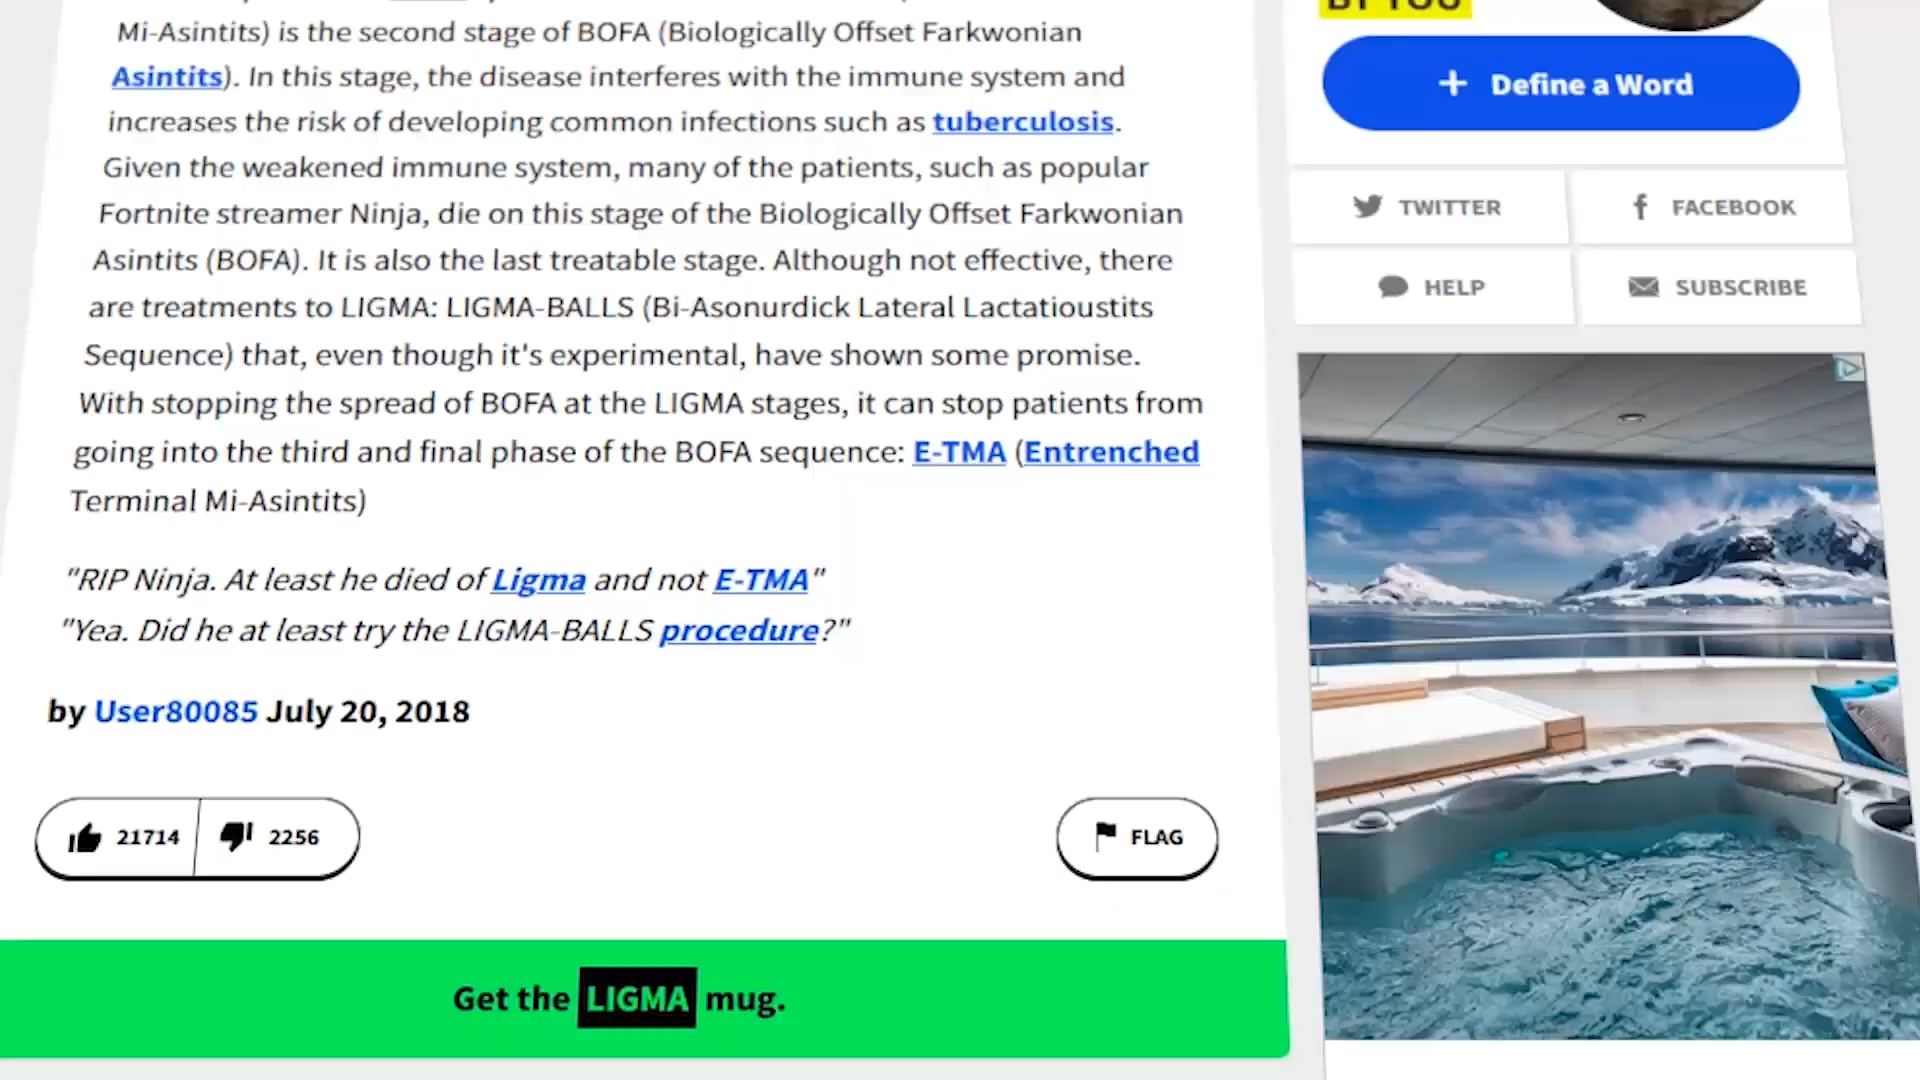 Mi-Asintits) is the second stage of BOFA (Biologically Offset Farkwonian
Asintits). In this stage, the disease interferes with the immune system and
increases the risk of developing common infections such as tuberculosis.
Given the weakened immune system, many of the patients, such as popular
Fortnite streamer Ninja, die on this stage of the Biologically Offset Farkwonian
Asintits (BOFA). It is also the last treatable stage. Although not effective, there
are treatments to LIGMA: LIGMA-BALLS (Bi-Asonurdick Lateral Lactatioustits
Sequence) that, even though it's experimental, have shown some promise.
With stopping the spread of BOFA at the LIGMA stages, it can stop patients from
going into the third and final phase of the BOFA sequence: E-TMA (Entrenched
Terminal Mi-Asintits)
"RIP Ninja. At least he died of Ligma and not E-TMA"
"Yea. Did he at least try the LIGMA-BALLS procedure?"
by User80085 July 20, 2018
21714 2256
FLAG
Get the LIGMA mug.
BY YOU
+ Define a Word
TWITTER
FACEBOOK
HELP
SUBSCRIBE